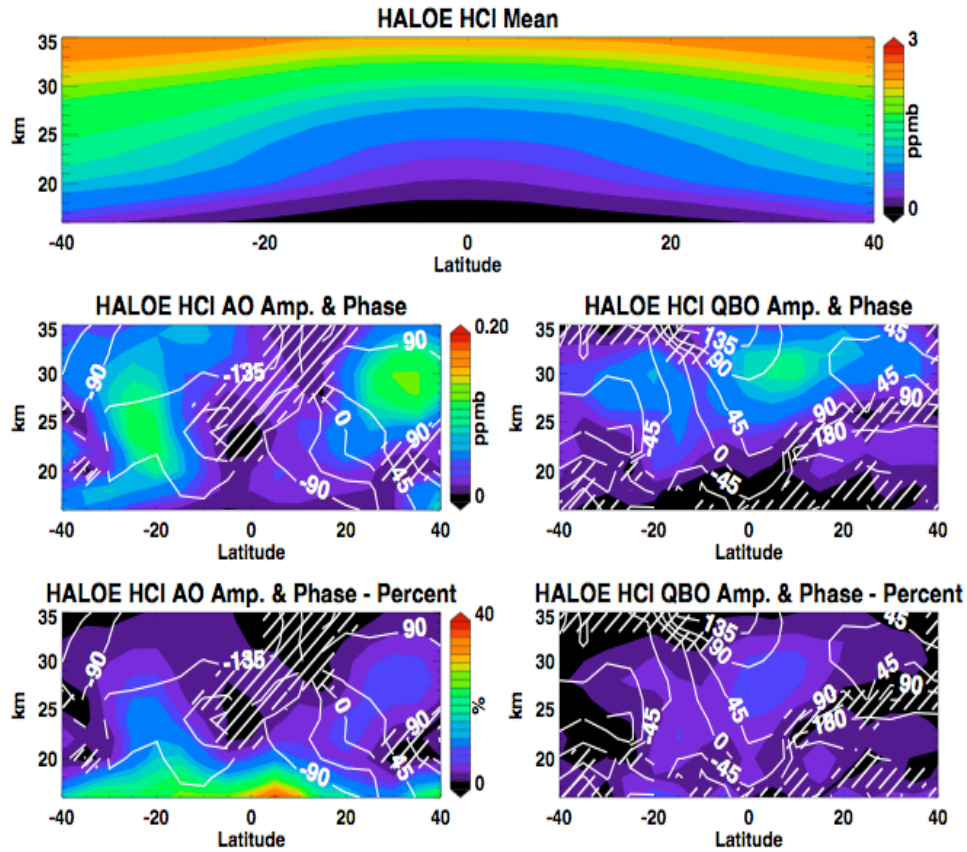 HALOE HCl Mean
35
30
25
20
km
-40 -20 0 20 40
Latitude
3
ppmb
0
HALOE HCl AO Amp. & Phase
35
30
25
20
km
-90 -135 90 0 90 -90 45
-40 -20 0 20 40
Latitude
0.20
ppmb
0
HALOE HCl QBO Amp. & Phase
35
30
25
20
km
135 45 90 45 -45 45 90 90 180 0 -45
-40 -20 0 20 40
Latitude
HALOE HCl AO Amp. & Phase - Percent
35
30
25
20
km
-90 -135 90 0 90 -90 45
-40 -20 0 20 40
Latitude
40
%
0
HALOE HCl QBO Amp. & Phase - Percent
35
30
25
20
km
135 45 90 45 -45 45 90 90 180 0 -45
-40 -20 0 20 40
Latitude